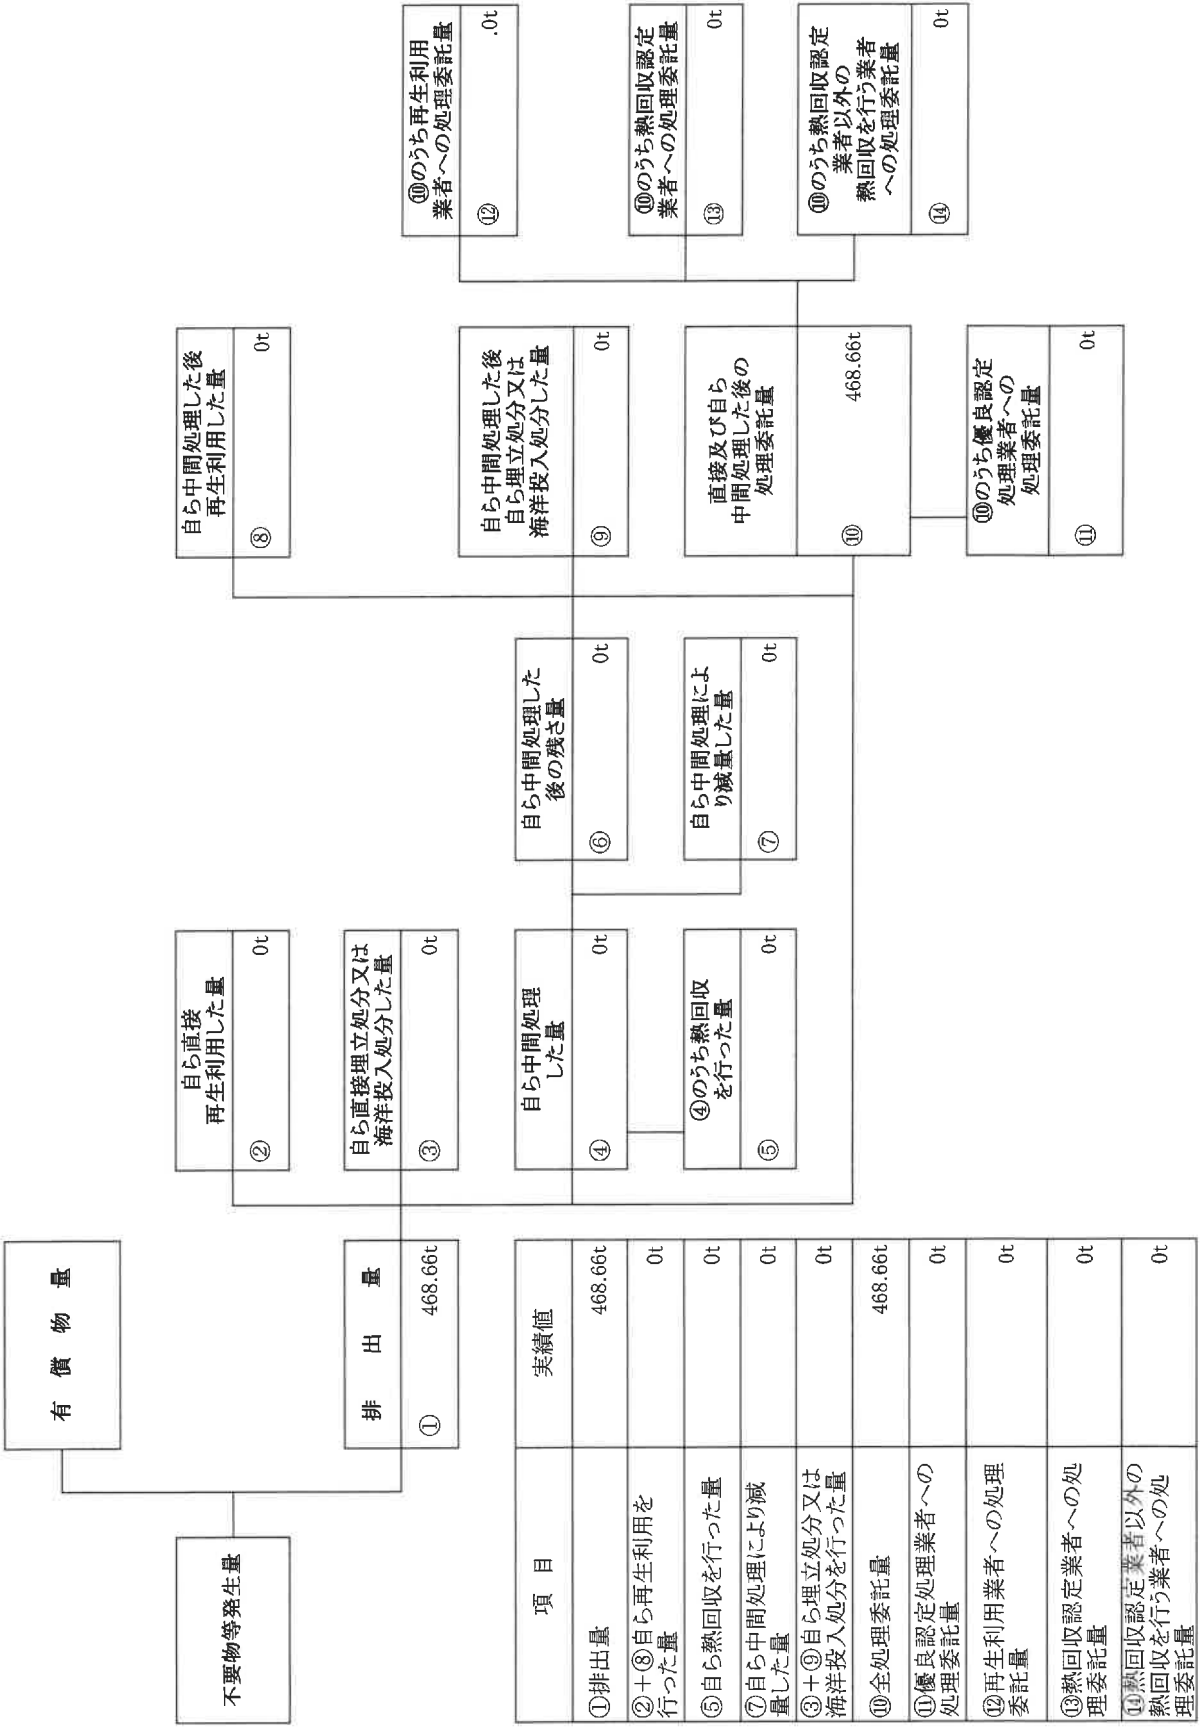 不要物等発生量
有償物量
排出量
① 468.66t
自ら直接
再生利用した量
② 0t
自ら直接埋立処分又は
海洋投入処分した量
③ 0t
自ら中間処理
した量
④ 0t
④のうち熱回収
を行った量
⑤ 0t
自ら中間処理した
後の残さ量
⑥ 0t
自ら中間処理によ
り減量した量
⑦ 0t
自ら中間処理した後
再生利用した量
⑧ 0t
自ら中間処理した後
自ら埋立処分又は
海洋投入処分した量
⑨ 0t
直接及び自ら
中間処理した後の
処理委託量
⑩ 468.66t
⑩のうち優良認定
処理業者への
処理委託量
⑪ 0t
⑩のうち再生利用
業者への処理委託量
⑫ .0t
⑩のうち熱回収認定
業者への処理委託量
⑬ 0t
⑩のうち熱回収認定
業者以外の
熱回収を行う業者
への処理委託量
⑭ 0t
項目 実績値
①排出量 468.66t
②+⑧自ら再生利用を
行った量 0t
⑤自ら熱回収を行った量 0t
⑦自ら中間処理により減
量した量 0t
③+⑨自ら埋立処分又は
海洋投入処分を行った量 0t
⑩全処理委託量 468.66t
⑪優良認定処理業者への
処理委託量 0t
⑫再生利用業者への処理
委託量 0t
⑬熱回収認定業者への処
理委託量 0t
⑭熱回収認定業者以外の
熱回収を行う業者への処
理委託量 0t